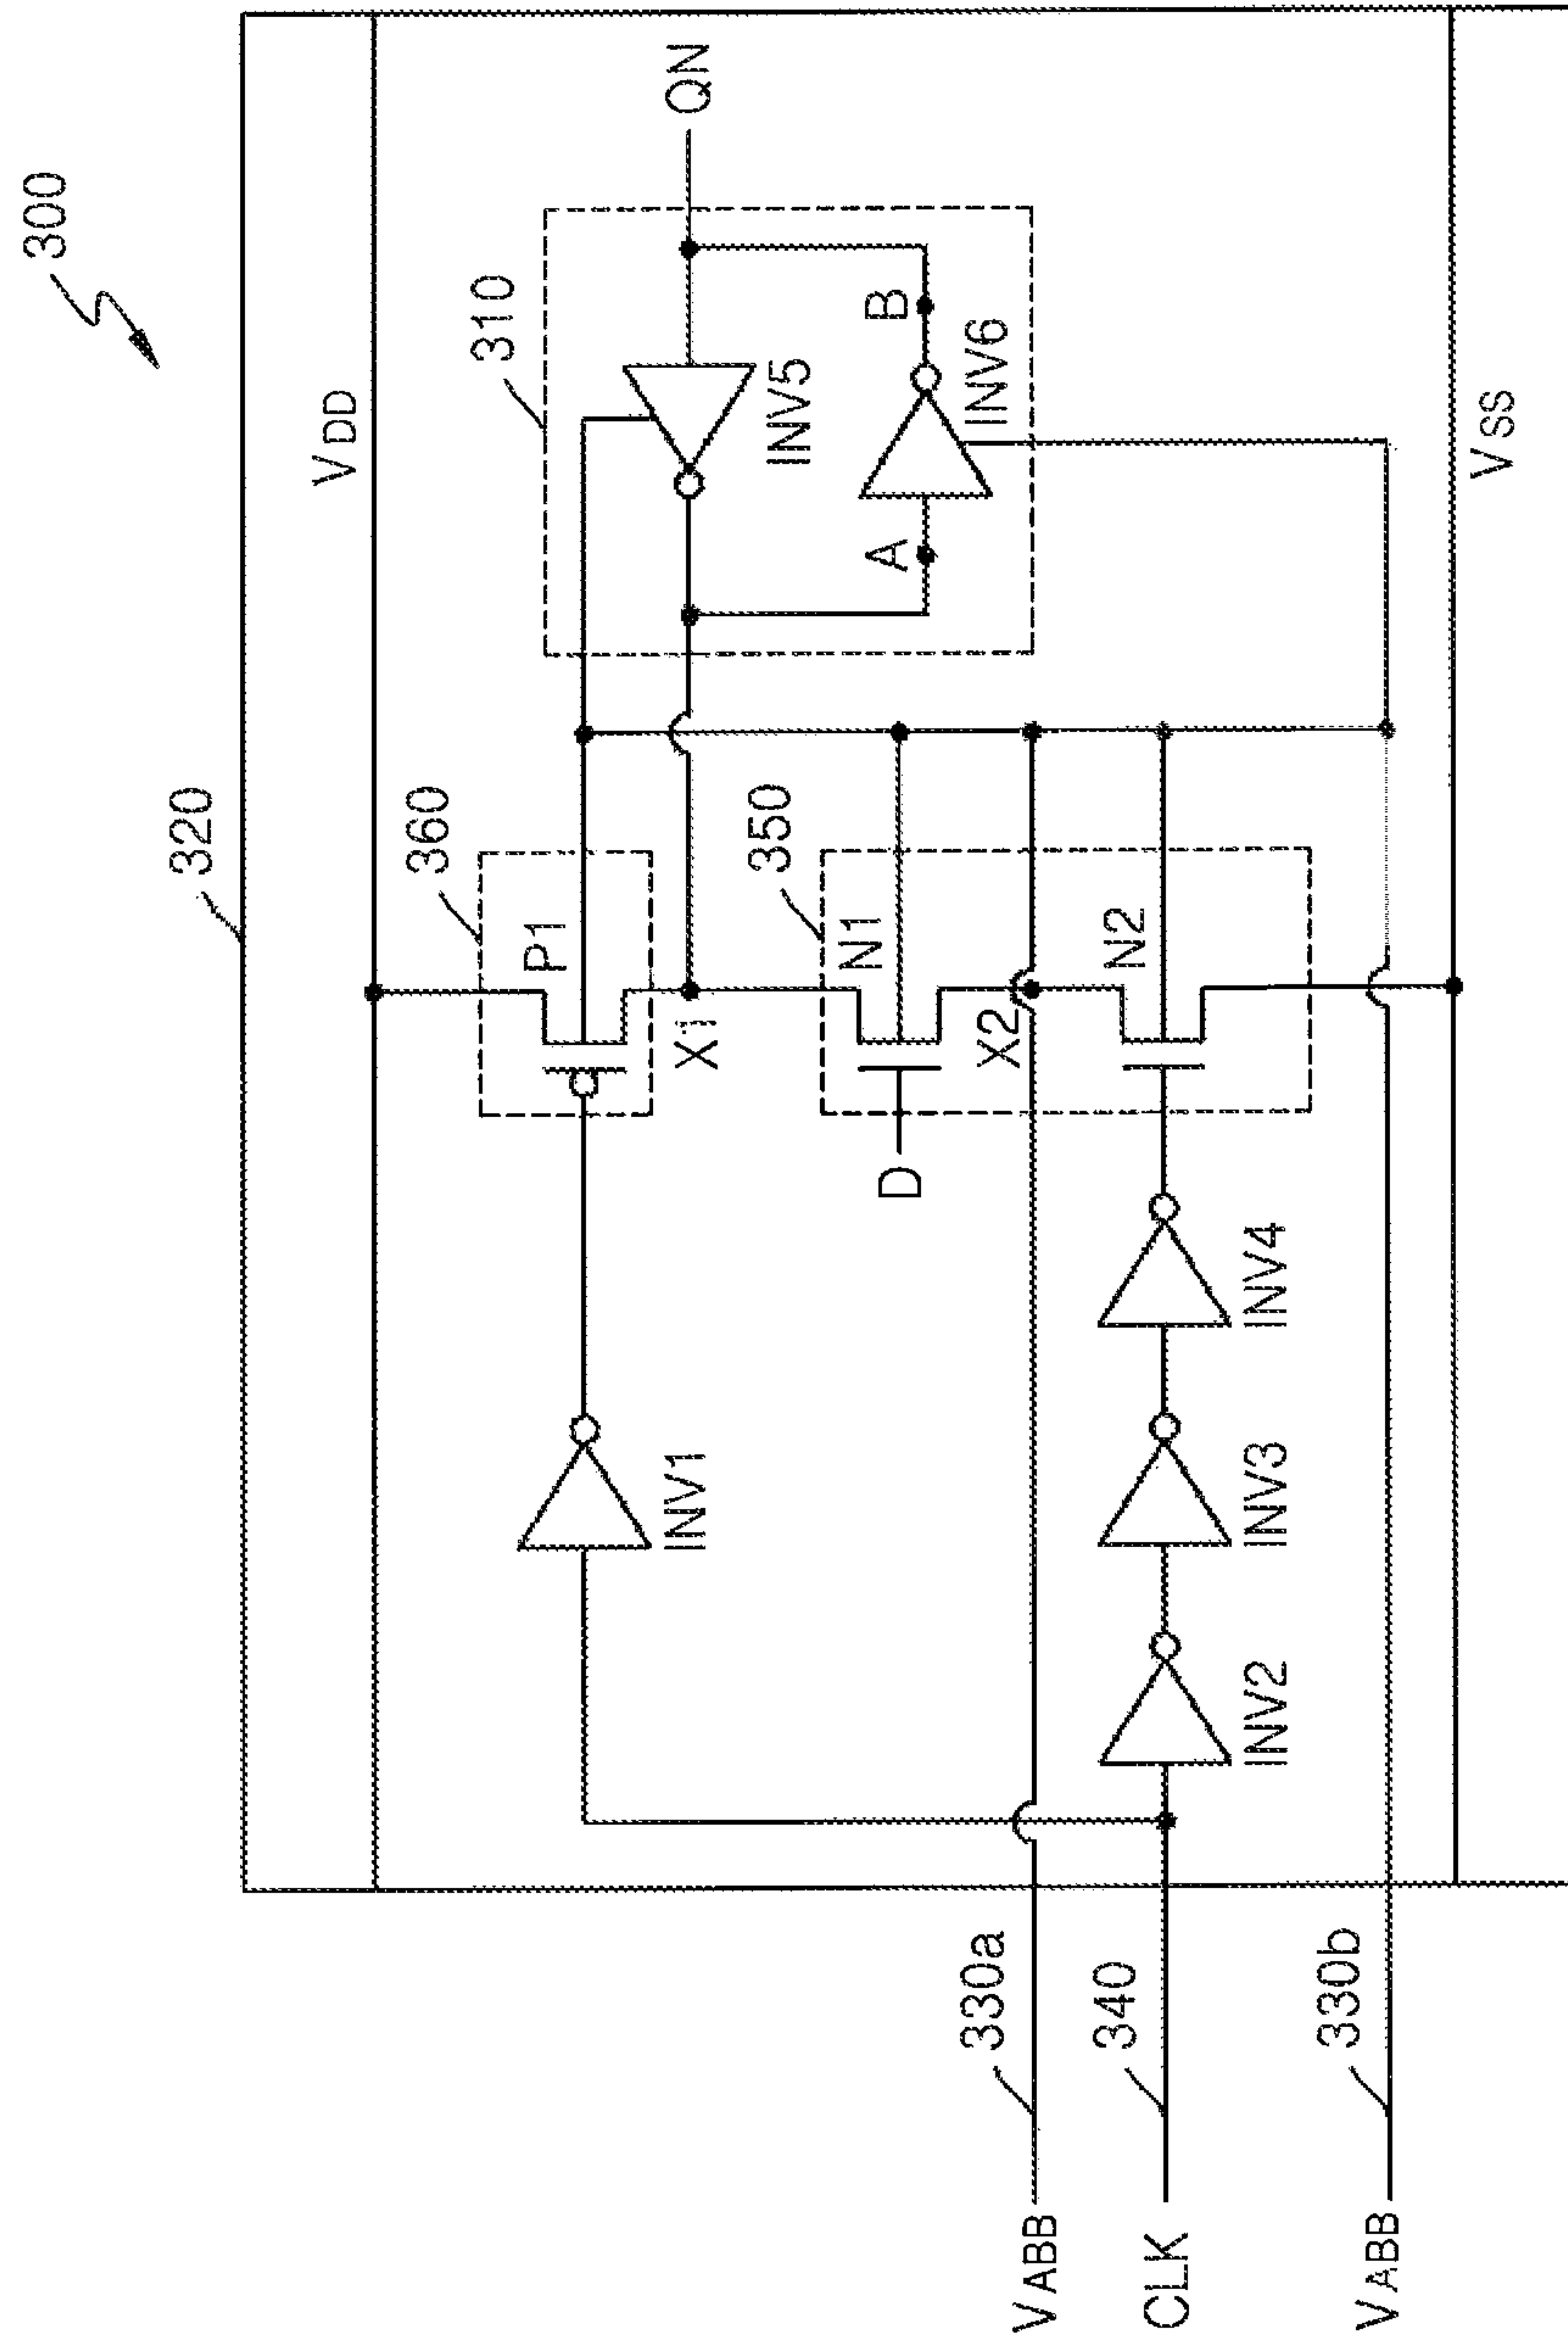 300
320
VDD
360
P1
310
QN
INV1
X1
INV5
350
N1
A
B
D
INV6
VABB
330a
X2
CLK
340
N2
INV2
INV3
INV4
VABB
330b
VSS